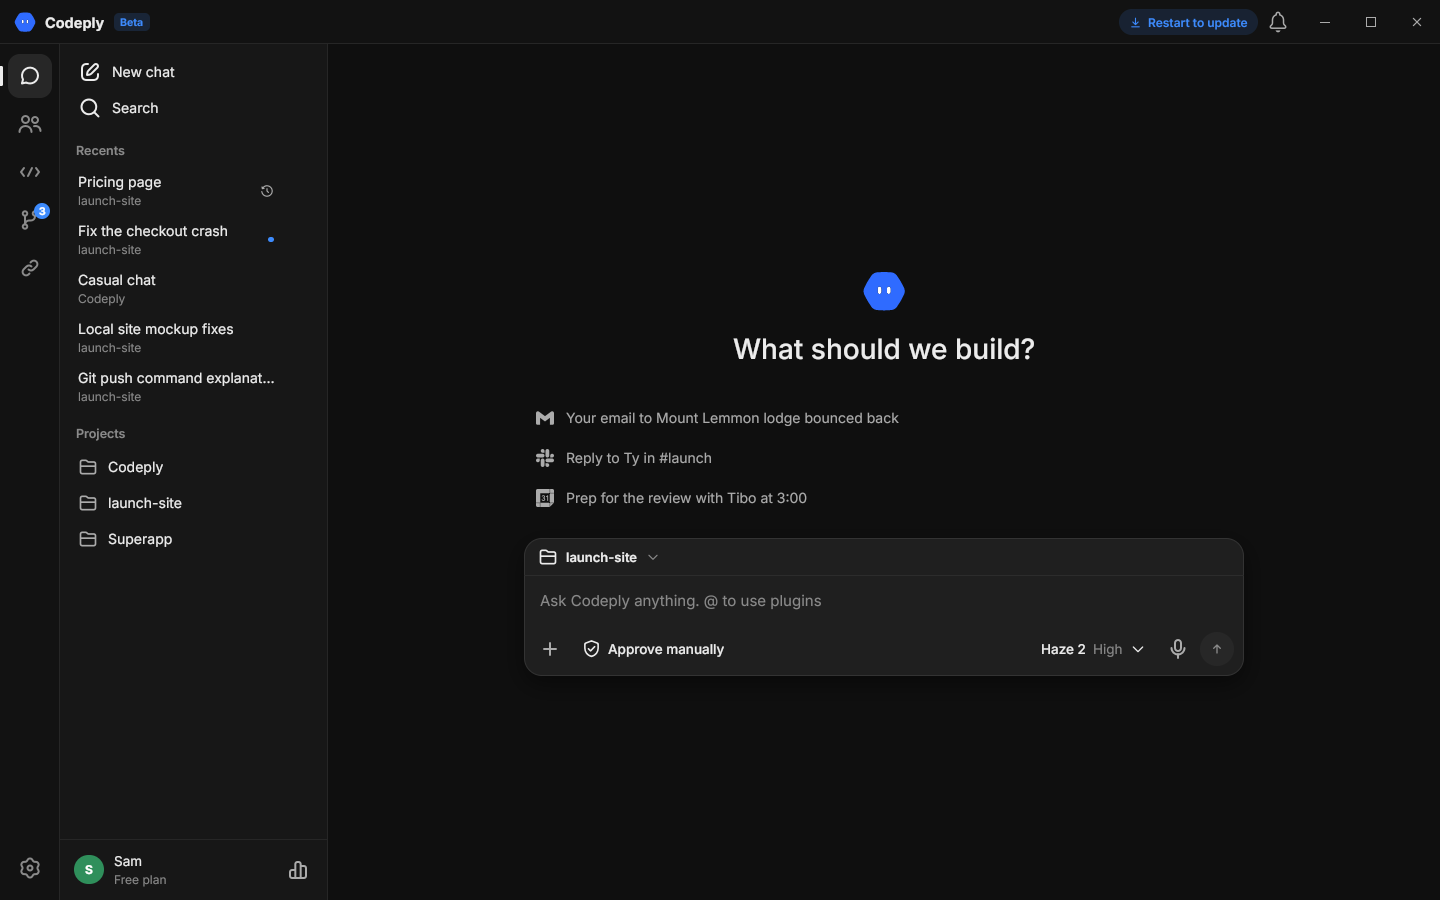 Codeply Beta
Restart to update
New chat
Search
Recents
Pricing page
launch-site
Fix the checkout crash
launch-site
Casual chat
Codeply
Local site mockup fixes
launch-site
Git push command explanat...
launch-site
Projects
Codeply
launch-site
Superapp
3
S
Sam
Free plan
What should we build?
Your email to Mount Lemmon lodge bounced back
Reply to Ty in #launch
31
Prep for the review with Tibo at 3:00
launch-site
Ask Codeply anything. @ to use plugins
Approve manually
Haze 2 High